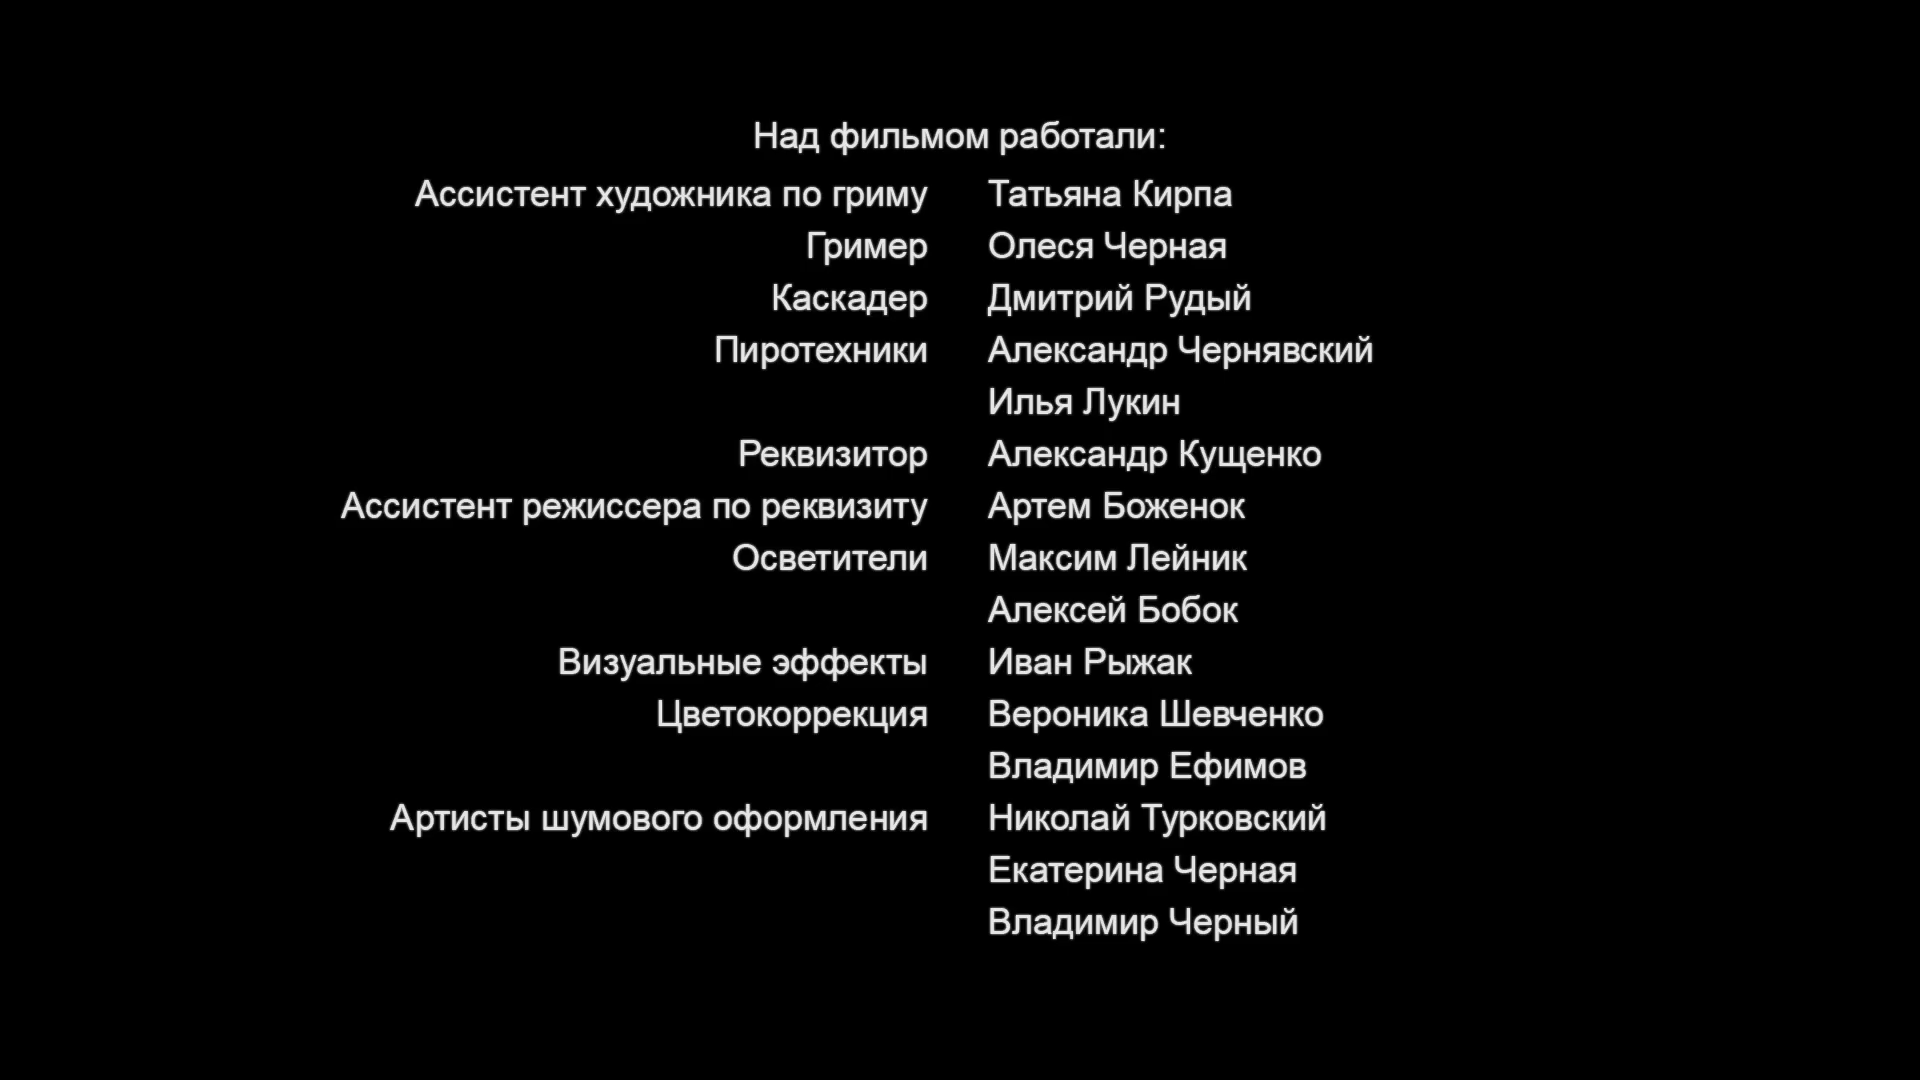 Над фильмом работали:
Ассистент художника по гриму Татьяна Кирпа
Гример Олеся Черная
Каскадер Дмитрий Рудый
Пиротехники Александр Чернявский
Илья Лукин
Реквизитор Александр Кущенко
Ассистент режиссера по реквизиту Артем Боженок
Осветители Максим Лейник
Алексей Бобок
Визуальные эффекты Иван Рыжак
Цветокоррекция Вероника Шевченко
Владимир Ефимов
Артисты шумового оформления Николай Турковский
Екатерина Черная
Владимир Черный